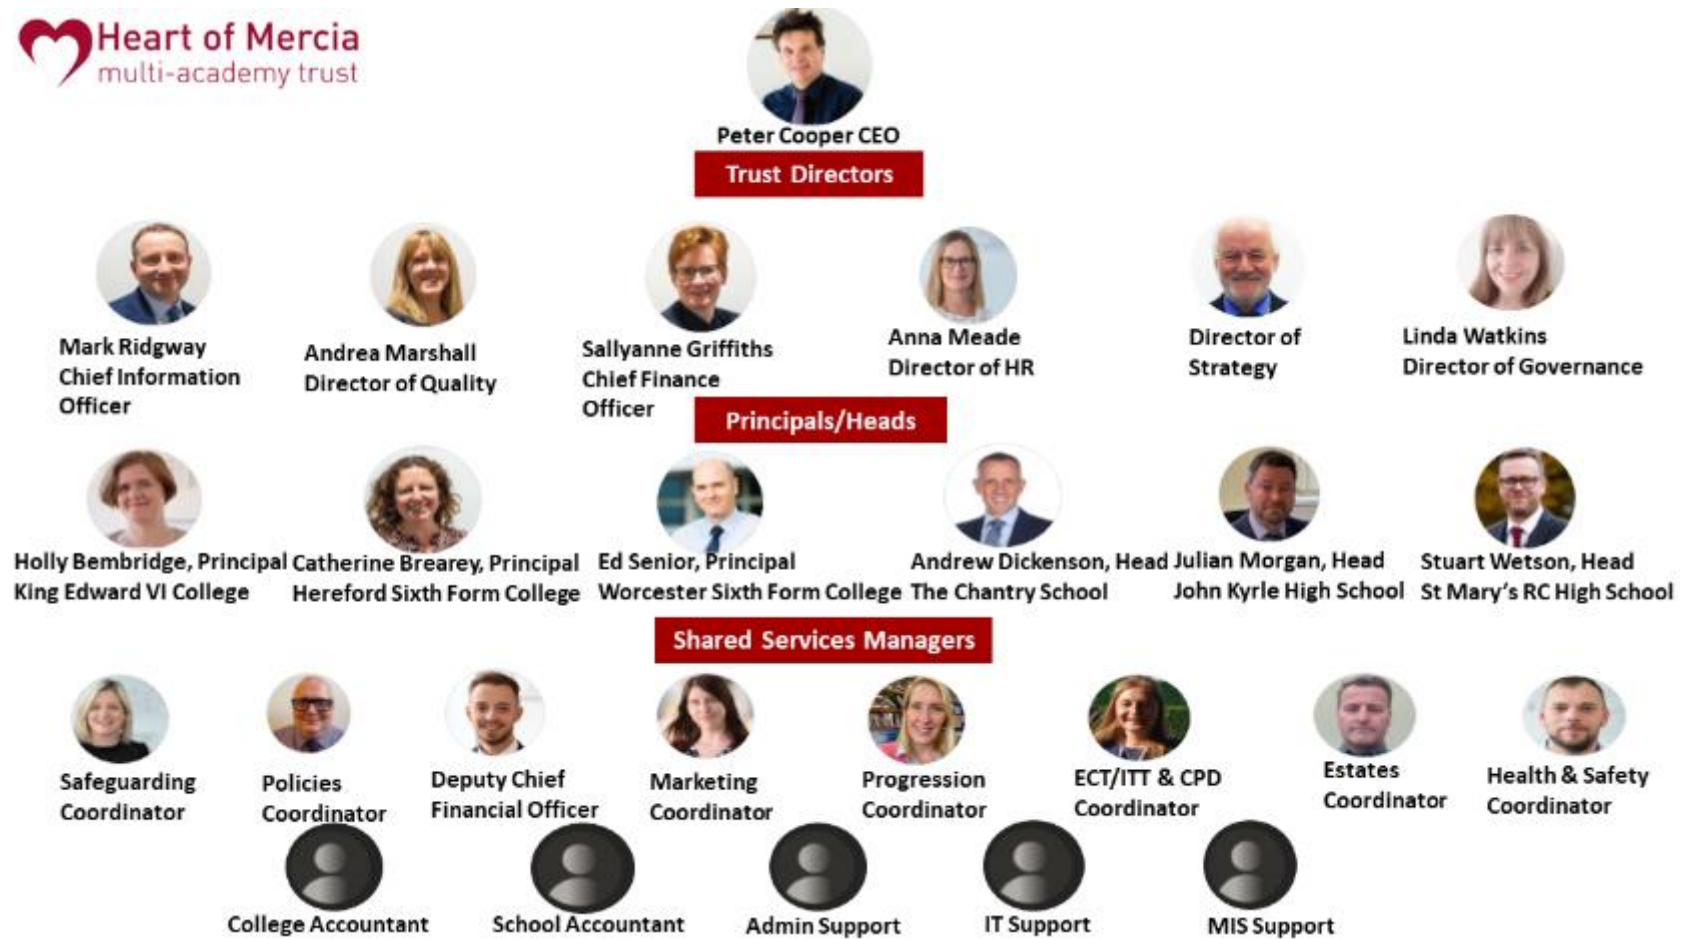 Heart of Mercia
multi-academy trust
Peter Cooper CEO
Trust Directors
Mark Ridgway
Chief Information
Officer
Andrea Marshall
Director of Quality
Sallyanne Griffiths
Chief Finance
Officer
Anna Meade
Director of HR
Director of
Strategy
Linda Watkins
Director of Governance
Principals/Heads
Holly Bembridge, Principal
King Edward VI College
Catherine Brearey, Principal
Hereford Sixth Form College
Ed Senior, Principal
Worcester Sixth Form College
Andrew Dickenson, Head
The Chantry School
Julian Morgan, Head
John Kyrle High School
Stuart Wetson, Head
St Mary's RC High School
Shared Services Managers
Safeguarding
Coordinator
Policies
Coordinator
Deputy Chief
Financial Officer
Marketing
Coordinator
Progression
Coordinator
ECT/ITT & CPD
Coordinator
Estates
Coordinator
Health & Safety
Coordinator
College Accountant
School Accountant
Admin Support
IT Support
MIS Support